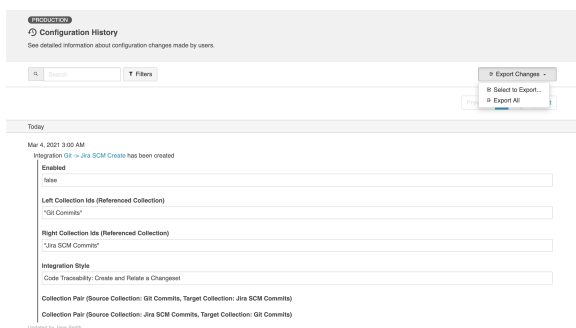 PRODUCTION
Configuration History
See detailed information about configuration changes made by users.
Search
Filters
Export Changes
Select to Export...
Export All
Today
Mar 4, 2021 3:00 AM
Integration Git -> Jira SCM Create has been created
Enabled
false
Left Collection Ids (Referenced Collection)
"Git Commits"
Right Collection Ids (Referenced Collection)
"Jira SCM Commits"
Integration Style
Code Traceability: Create and Relate a Changeset
Collection Pair (Source Collection: Git Commits, Target Collection: Jira SCM Commits)
Collection Pair (Source Collection: Jira SCM Commits, Target Collection: Git Commits)